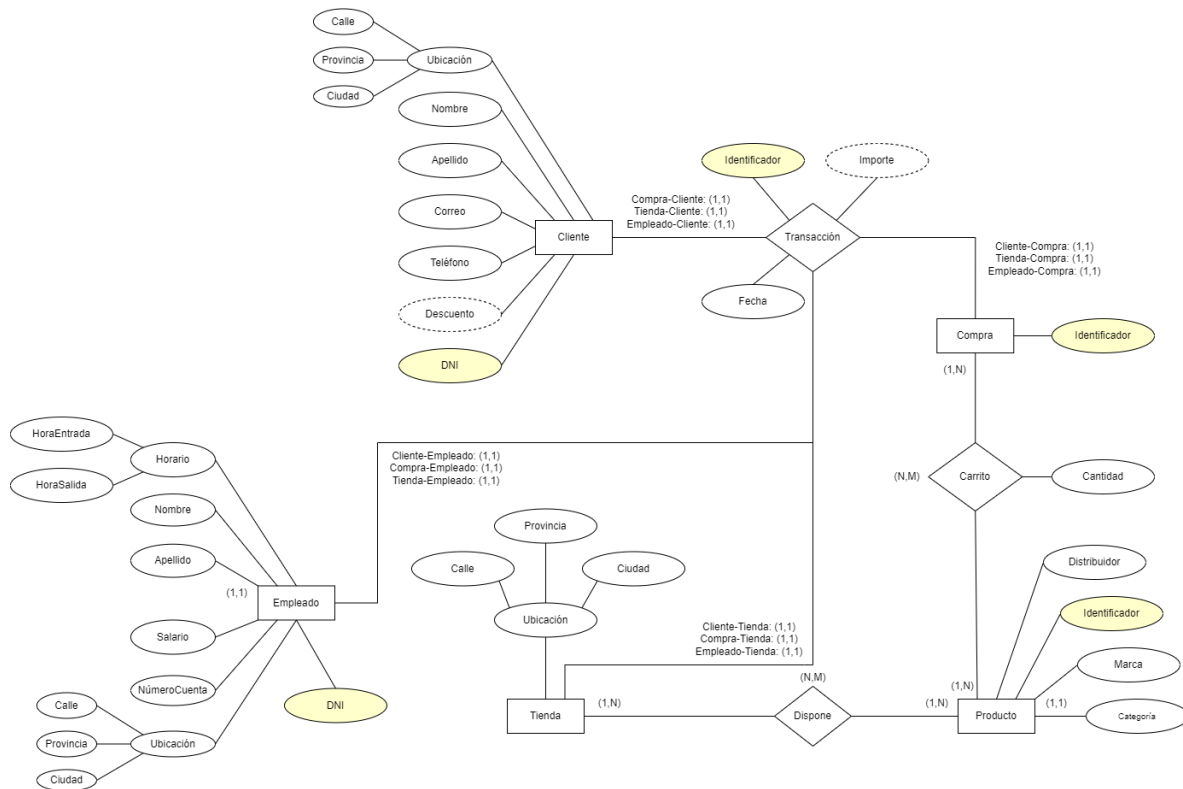 Calle
Ubicación
Provincia
Ciudad
Nombre
Apellido
Correo
Teléfono
Descuento
DNI
Cliente
Compra-Cliente: (1,1)
Tienda-Cliente: (1,1)
Empleado-Cliente: (1,1)
Identificador
Importe
Transacción
Fecha
Cliente-Compra: (1,1)
Tienda-Compra: (1,1)
Empleado-Compra: (1,1)
Compra
Identificador
(1,N)
(N,M)
Carrito
Cantidad
HoraEntrada
Horario
HoraSalida
Nombre
Apellido
(1,1)
Empleado
Salario
NúmeroCuenta
DNI
Calle
Provincia
Ubicación
Ciudad
Cliente-Empleado: (1,1)
Compra-Empleado: (1,1)
Tienda-Empleado: (1,1)
Provincia
Calle
Ciudad
Ubicación
Cliente-Tienda: (1,1)
Compra-Tienda: (1,1)
Empleado-Tienda: (1,1)
Tienda
(1,N)
(N,M)
Dispone
(1,N)
(1,N)
Producto
(1,1)
Distribuidor
Identificador
Marca
Categoría